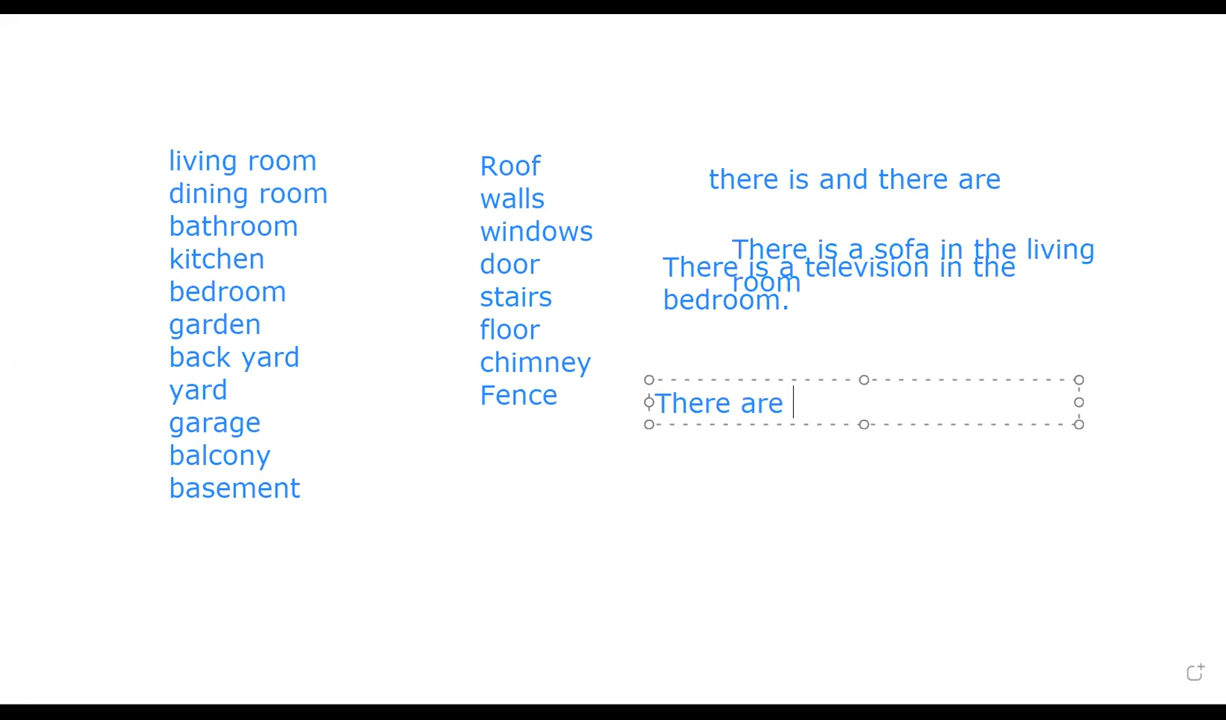 living room
dining room
bathroom
kitchen
bedroom
garden
back yard
yard
garage
balcony
basement
Roof
walls
windows
door
stairs
floor
chimney
Fence
there is and there are
There is a sofa in the living
room
There is a television in the
bedroom.
There are